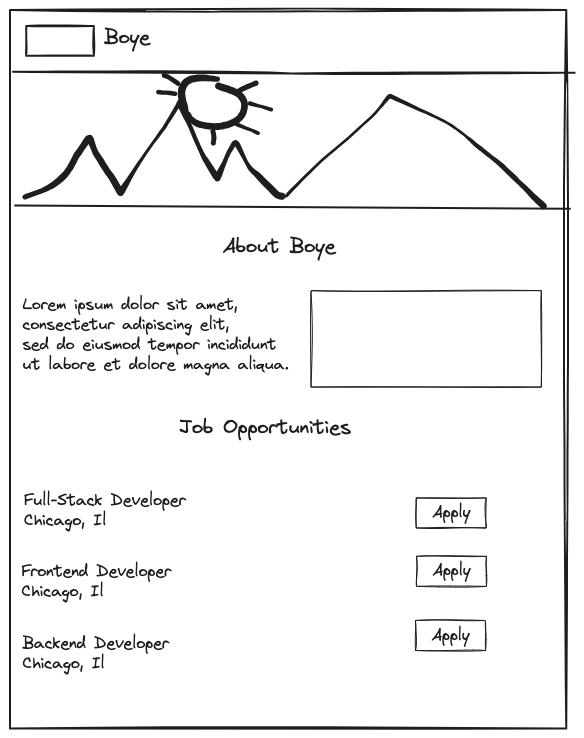 Boye
About Boye
Lorem ipsum dolor sit amet,
consectetur adipiscing elit,
sed do eiusmod tempor incididunt
ut labore et dolore magna aliqua.
Job Opportunities
Full-Stack Developer
Chicago, Il
Apply
Frontend Developer
Chicago, Il
Apply
Backend Developer
Chicago, Il
Apply